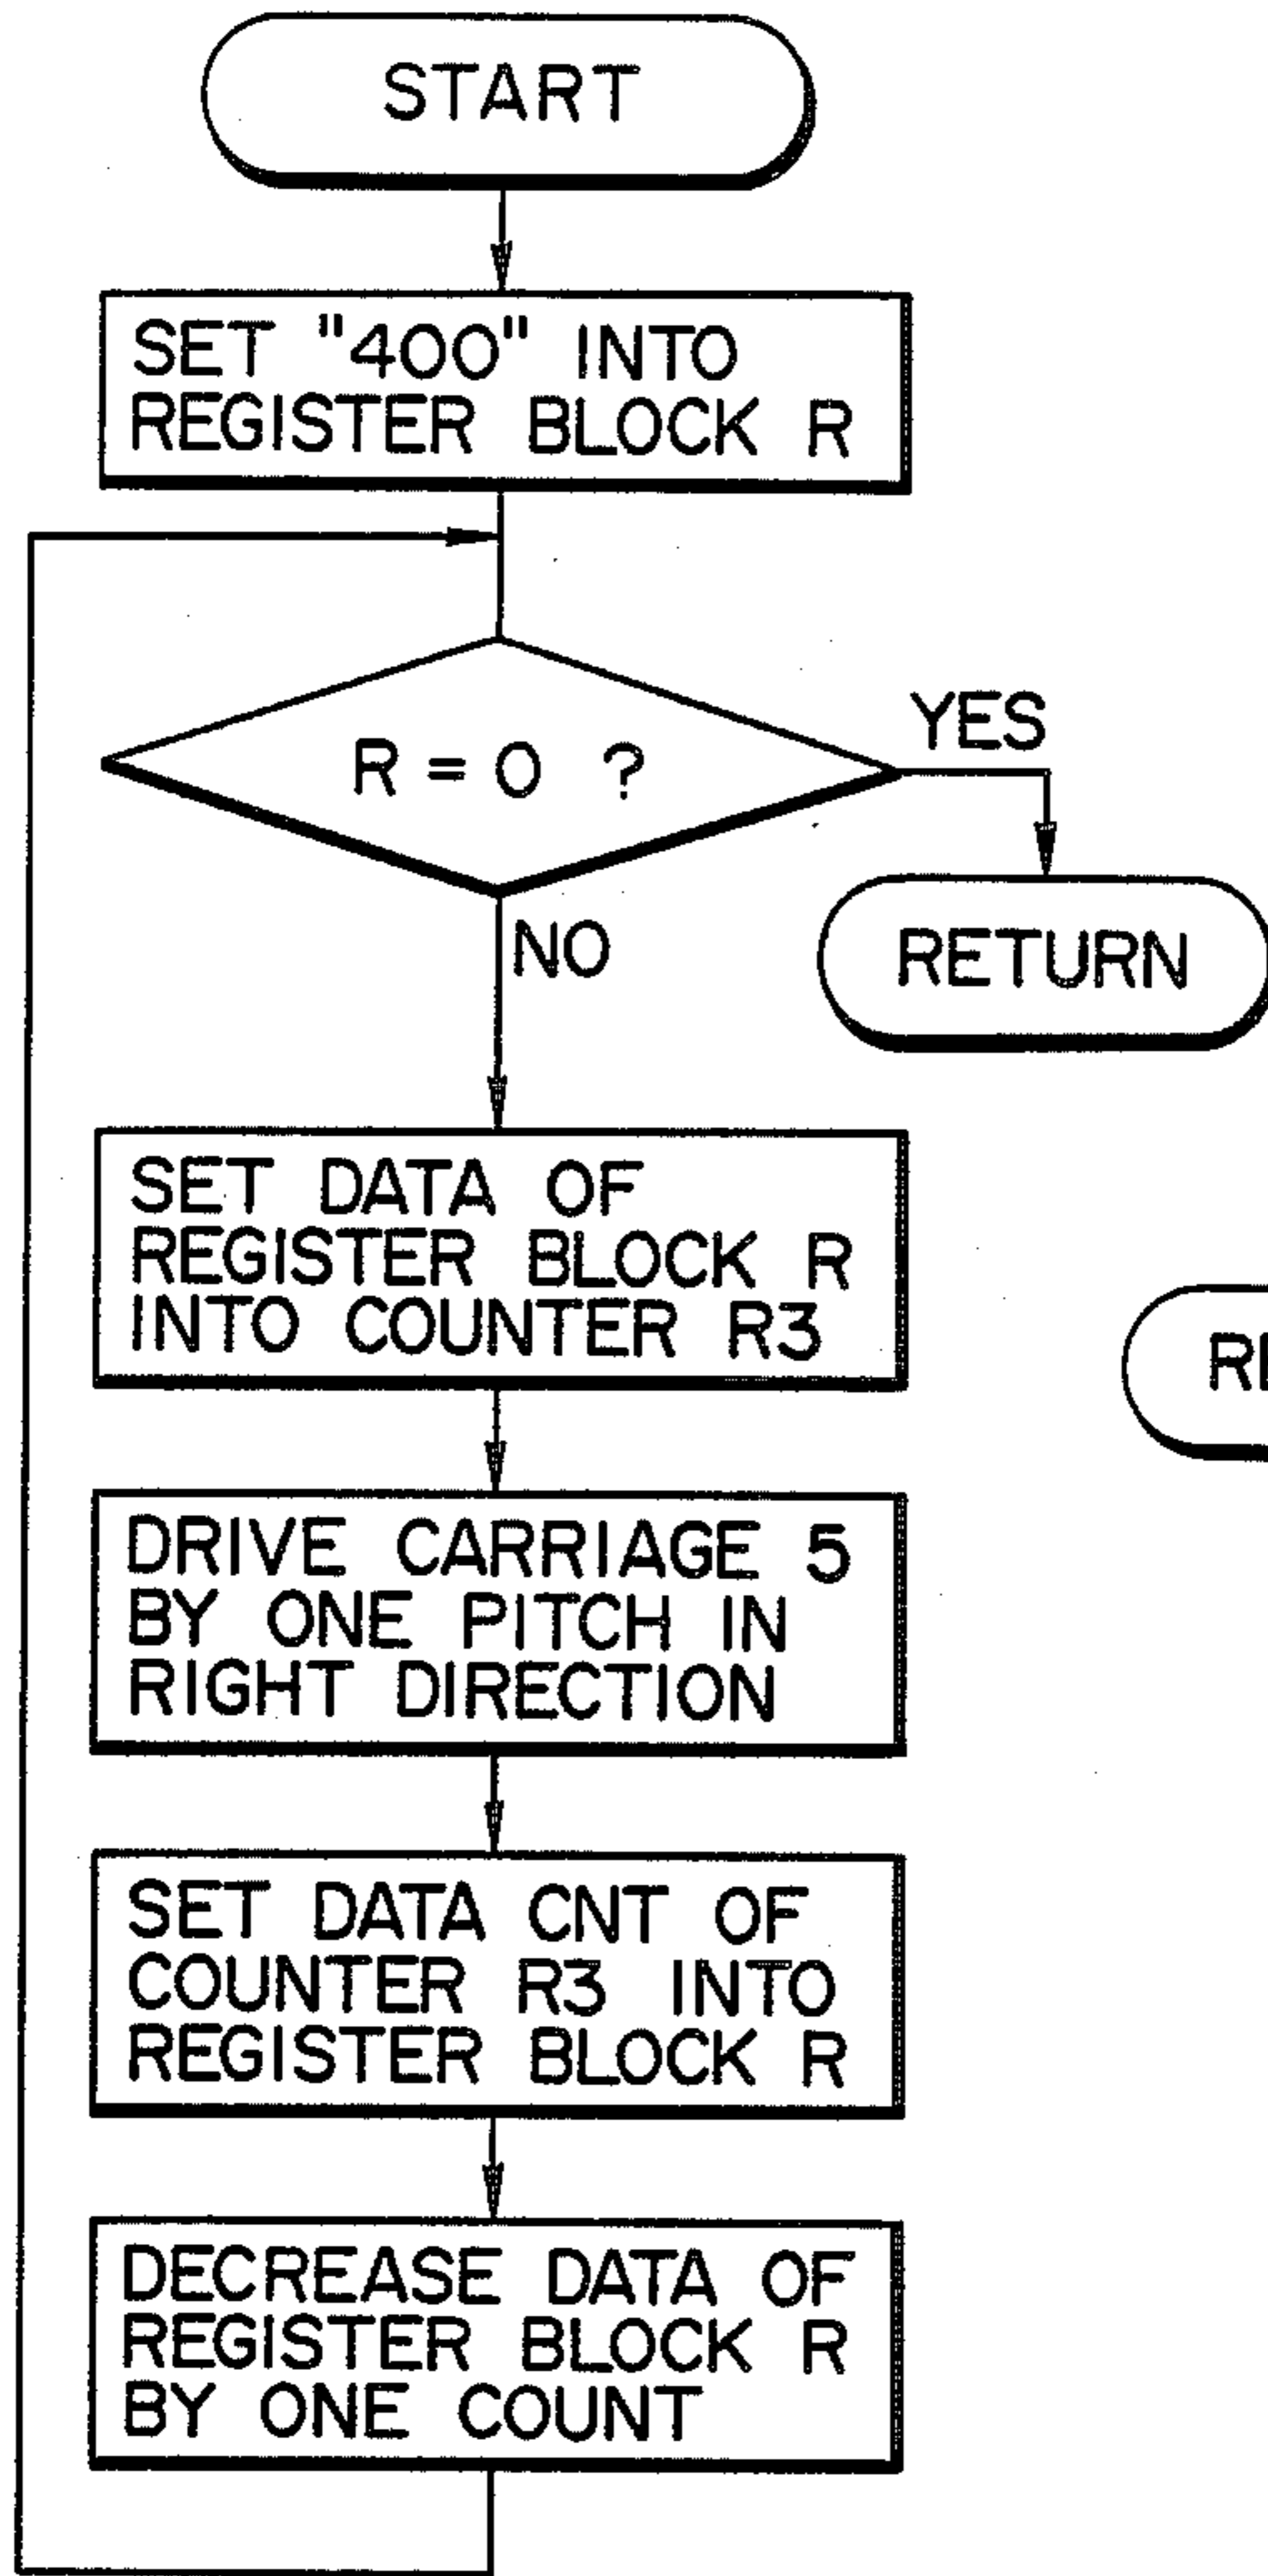 START
SET "400" INTO
REGISTER BLOCK R
R = 0 ?
YES
RETURN
NO
SET DATA OF
REGISTER BLOCK R
INTO COUNTER R3
DRIVE CARRIAGE 5
BY ONE PITCH IN
RIGHT DIRECTION
SET DATA CNT OF
COUNTER R3 INTO
REGISTER BLOCK R
DECREASE DATA OF
REGISTER BLOCK R
BY ONE COUNT